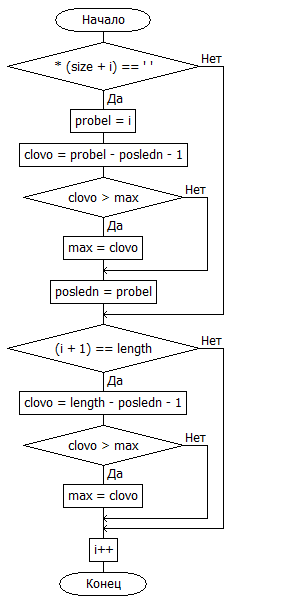 Начало
* (size + i) == ' '
Нет
Да
probel = i
clovo = probel - posledn - 1
clovo > max
Нет
Да
max = clovo
posledn = probel
(i + 1) == length
Нет
Да
clovo = length - posledn - 1
clovo > max
Нет
Да
max = clovo
i++
Конец